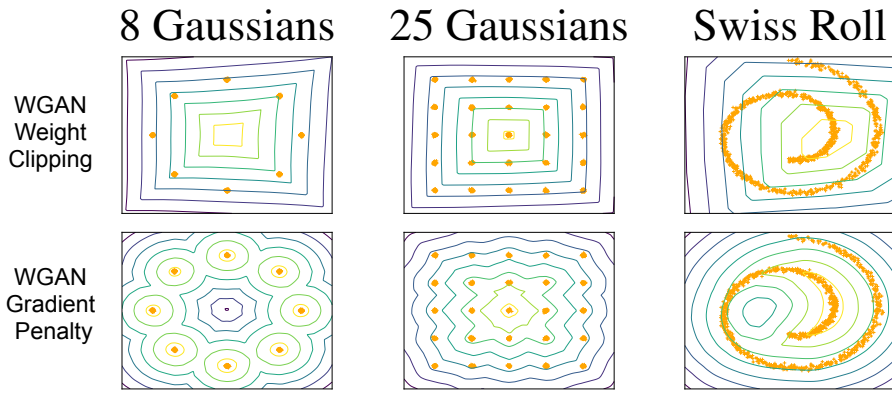 8 Gaussians 25 Gaussians Swiss Roll
WGAN
Weight
Clipping
WGAN
Gradient
Penalty